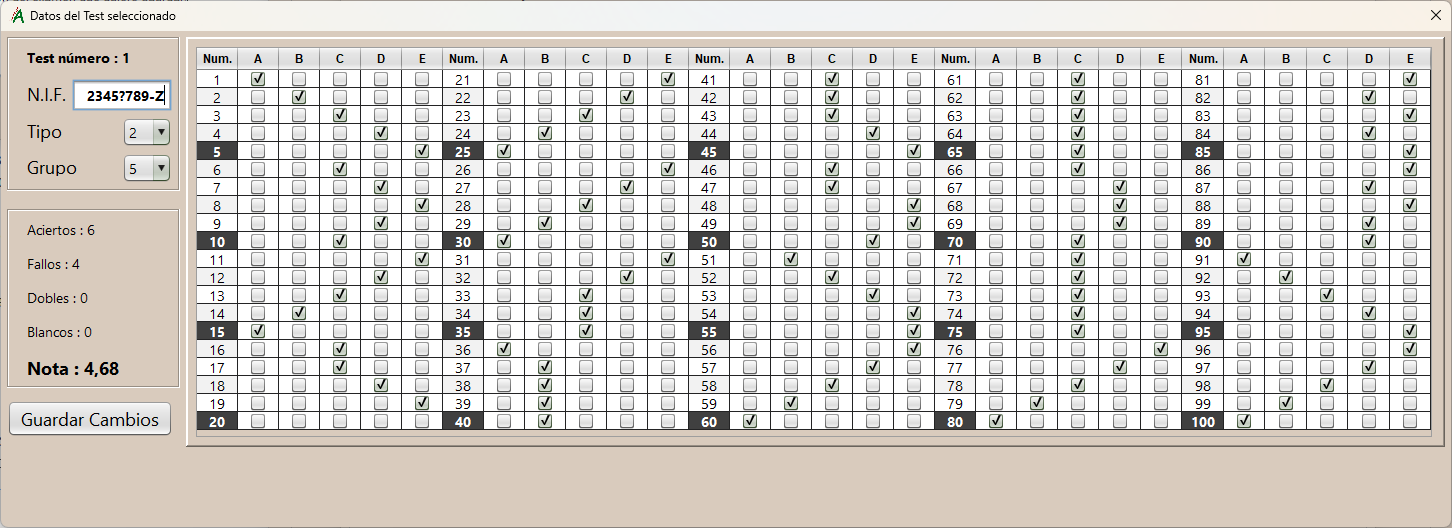 Datos del Test seleccionado
Test número : 1
N.I.F. 2345?789-Z
Tipo 2
Grupo 5
Aciertos : 6
Fallos : 4
Dobles : 0
Blancos : 0
Nota : 4,68
Guardar Cambios
Num. A B C D E Num. A B C D E Num. A B C D E Num. A B C D E Num. A B C D E
1 21 41 61 81
2 22 42 62 82
3 23 43 63 83
4 24 44 64 84
5 25 45 65 85
6 26 46 66 86
7 27 47 67 87
8 28 48 68 88
9 29 49 69 89
10 30 50 70 90
11 31 51 71 91
12 32 52 72 92
13 33 53 73 93
14 34 54 74 94
15 35 55 75 95
16 36 56 76 96
17 37 57 77 97
18 38 58 78 98
19 39 59 79 99
20 40 60 80 100